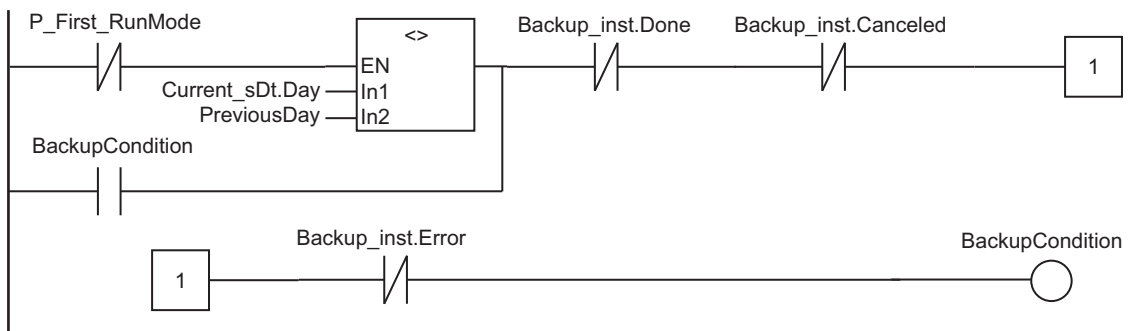 P_First_RunMode
<>
Backup_inst.Done
Backup_inst.Canceled
EN
1
Current_sDt.Day
In1
PreviousDay
In2
BackupCondition
Backup_inst.Error
BackupCondition
1